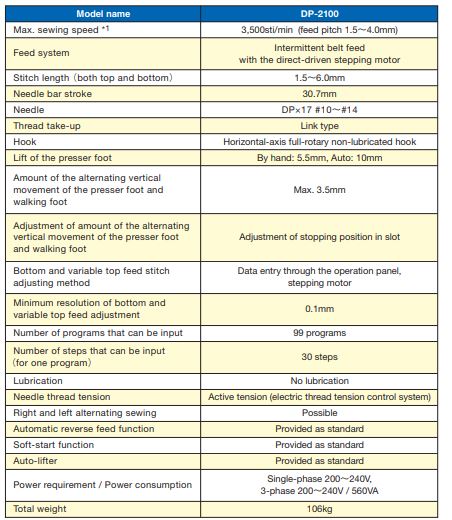 Model name DP-2100
Max. sewing speed *1 3,500sti/min (feed pitch 1.5～4.0mm)
Feed system Intermittent belt feed
with the direct-driven stepping motor
Stitch length（both top and bottom） 1.5～6.0mm
Needle bar stroke 30.7mm
Needle DP×17 #10～#14
Thread take-up Link type
Hook Horizontal-axis full-rotary non-lubricated hook
Lift of the presser foot By hand: 5.5mm, Auto: 10mm
Amount of the alternating vertical
movement of the presser foot and
walking foot
Max. 3.5mm
Adjustment of amount of the alternating
vertical movement of the presser foot
and walking foot
Adjustment of stopping position in slot
Bottom and variable top feed stitch
adjusting method
Data entry through the operation panel,
stepping motor
Minimum resolution of bottom and
variable top feed adjustment
0.1mm
Number of programs that can be input 99 programs
Number of steps that can be input
（for one program）
30 steps
Lubrication No lubrication
Needle thread tension Active tension (electric thread tension control system)
Right and left alternating sewing Possible
Automatic reverse feed function Provided as standard
Soft-start function Provided as standard
Auto-lifter Provided as standard
Power requirement / Power consumption Single-phase 200～240V,
3-phase 200～240V / 560VA
Total weight 106kg